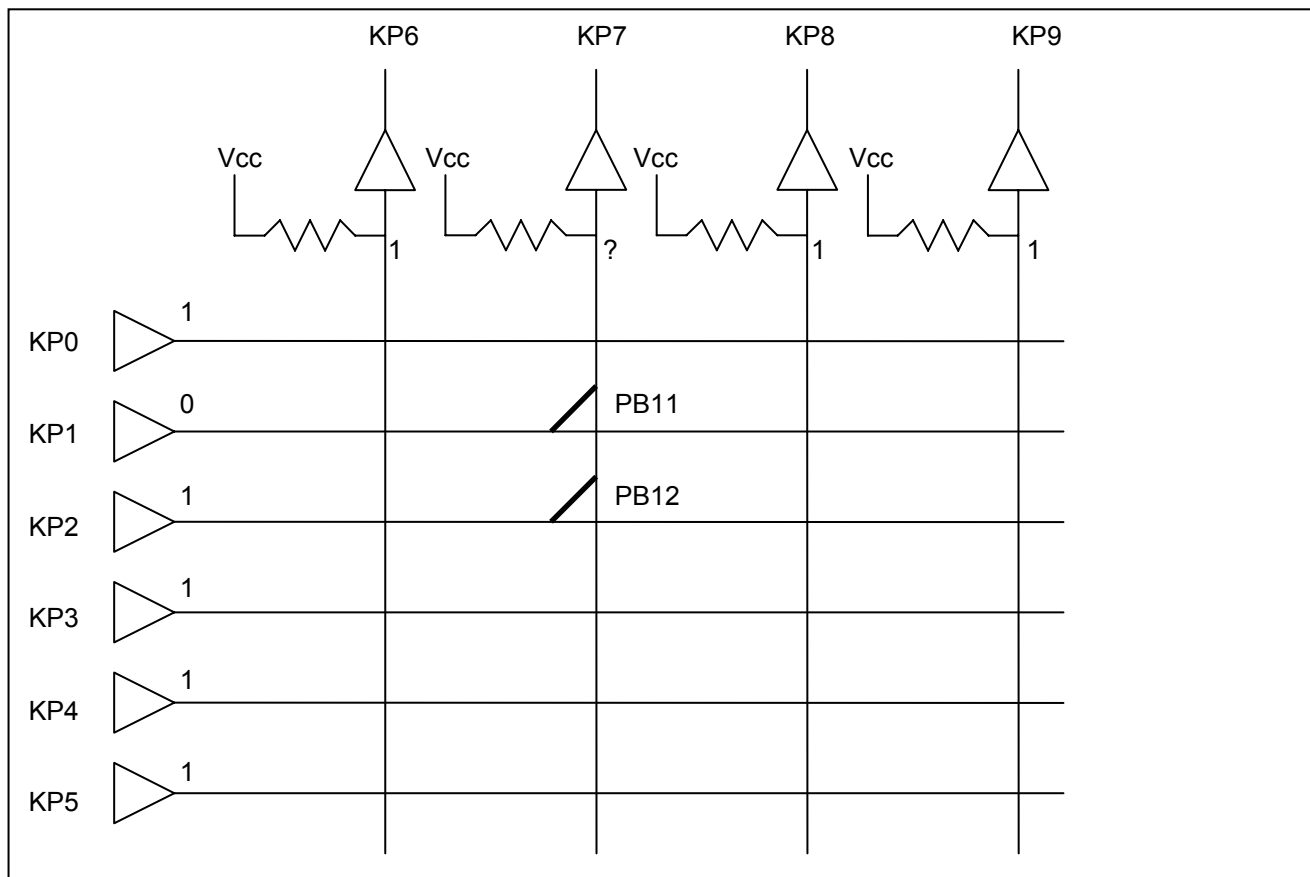 KP6 KP7 KP8 KP9
Vcc Vcc Vcc Vcc
1 ? 1 1
1
KP0
0 PB11
KP1
1 PB12
KP2
1
KP3
1
KP4
1
KP5